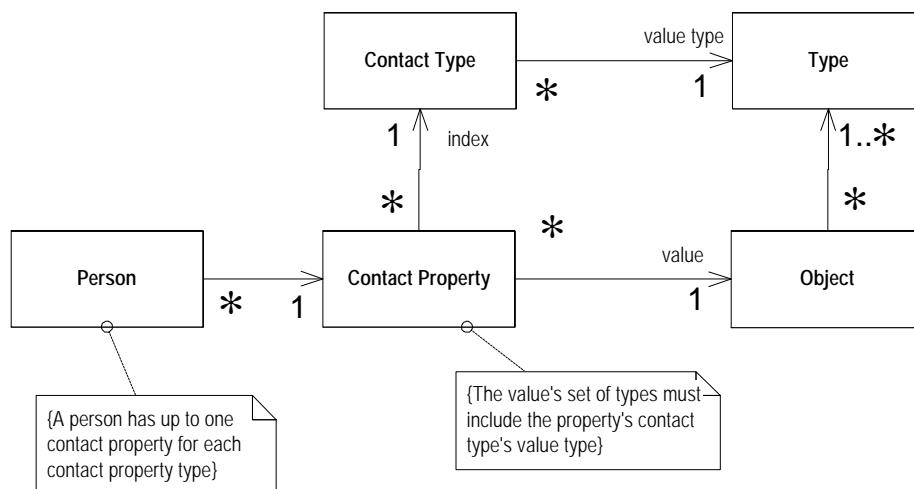 Contact Type
value type
Type
*
1
1
index
1..*
*
*
*
Person
Contact Property
value
Object
*
1
1
{A person has up to one
contact property for each
contact property type}
{The value's set of types must
include the property's contact
type's value type}